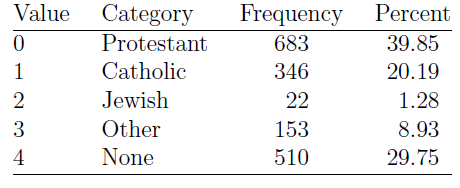 Value Category Frequency Percent
0 Protestant 683 39.85
1 Catholic 346 20.19
2 Jewish 22 1.28
3 Other 153 8.93
4 None 510 29.75